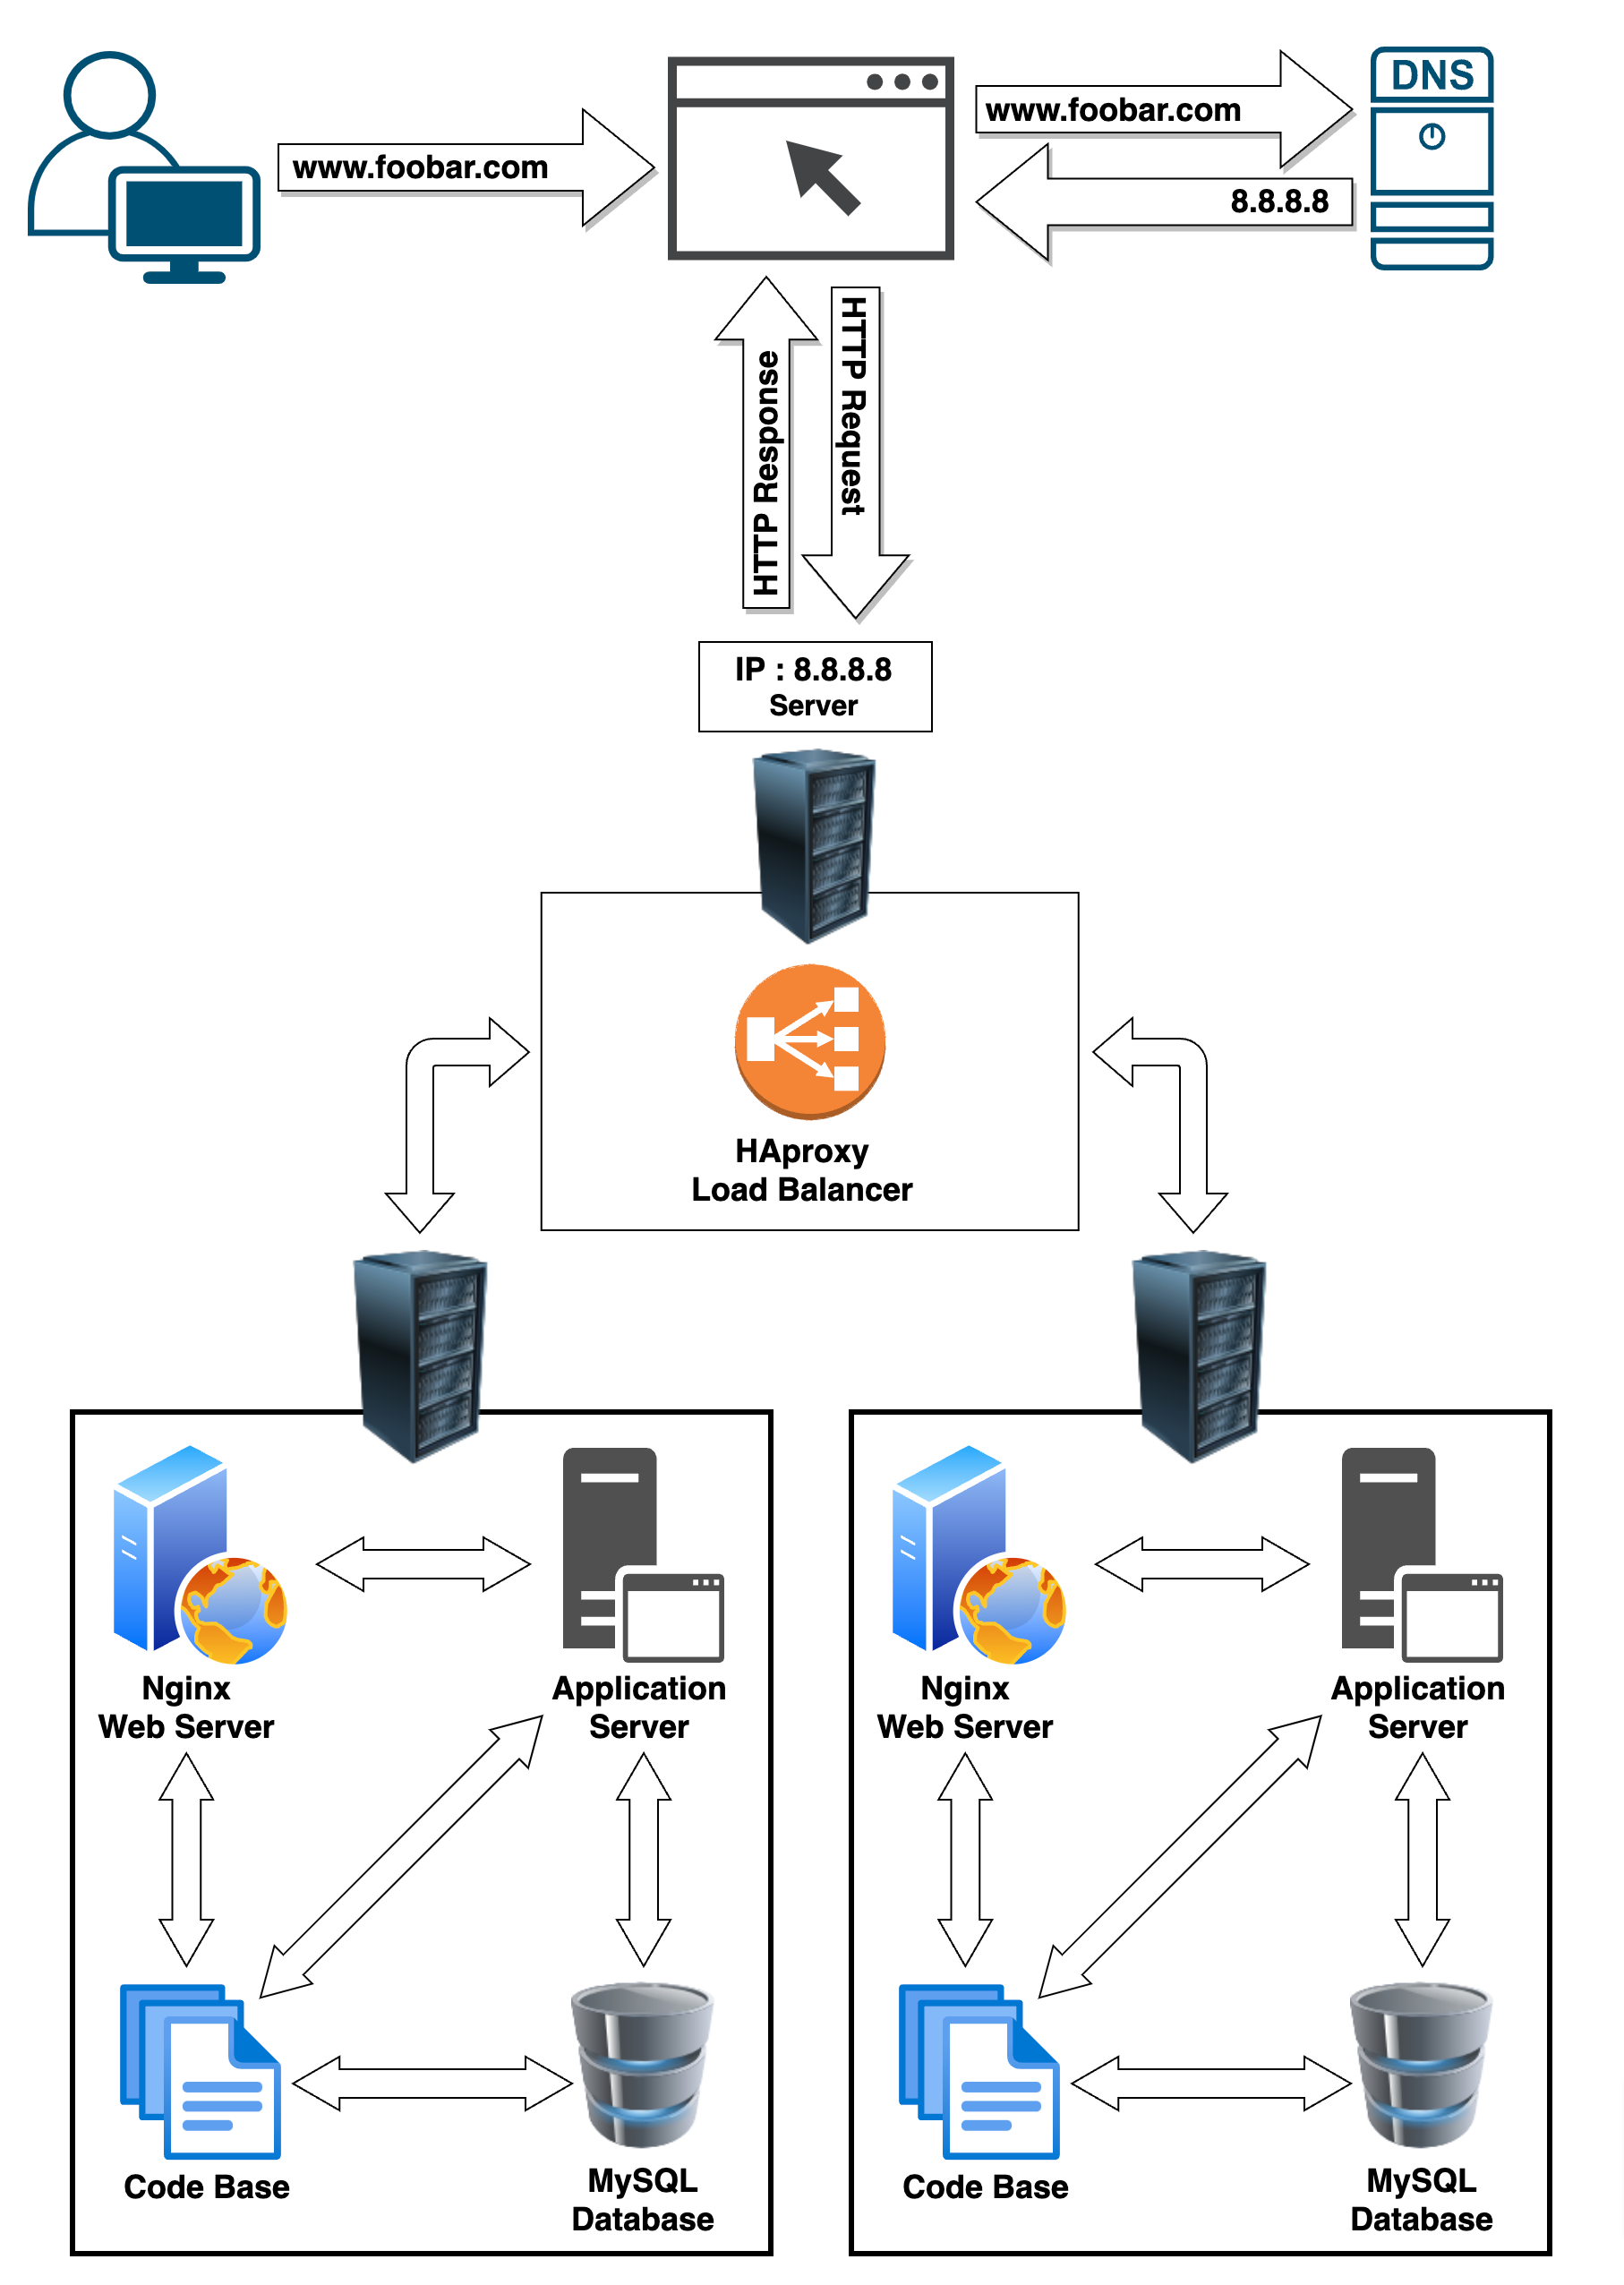 DNS
www.foobar.com
www.foobar.com
8.8.8.8
HTTP Response
HTTP Request
IP : 8.8.8.8
Server
HAproxy
Load Balancer
Nginx
Web Server
Application
Server
Code Base
MySQL
Database
Nginx
Web Server
Application
Server
Code Base
MySQL
Database